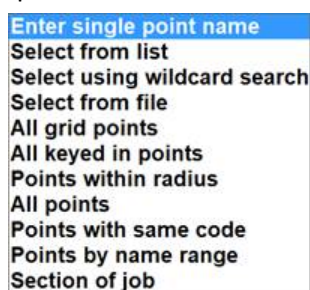 Enter single point name
Select from list
Select using wildcard search
Select from file
All grid points
All keyed in points
Points within radius
All points
Points with same code
Points by name range
Section of job